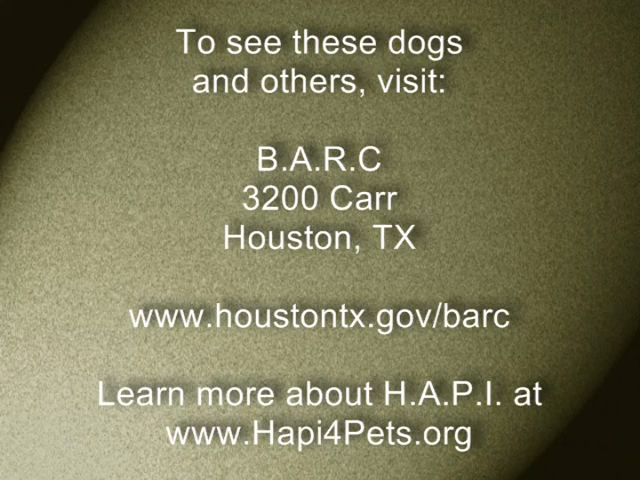 To see these dogs
and others, visit:
B.A.R.C
3200 Carr
Houston, TX
www.houstontx.gov/barc
Learn more about H.A.P.I. at
www.Hapi4Pets.org